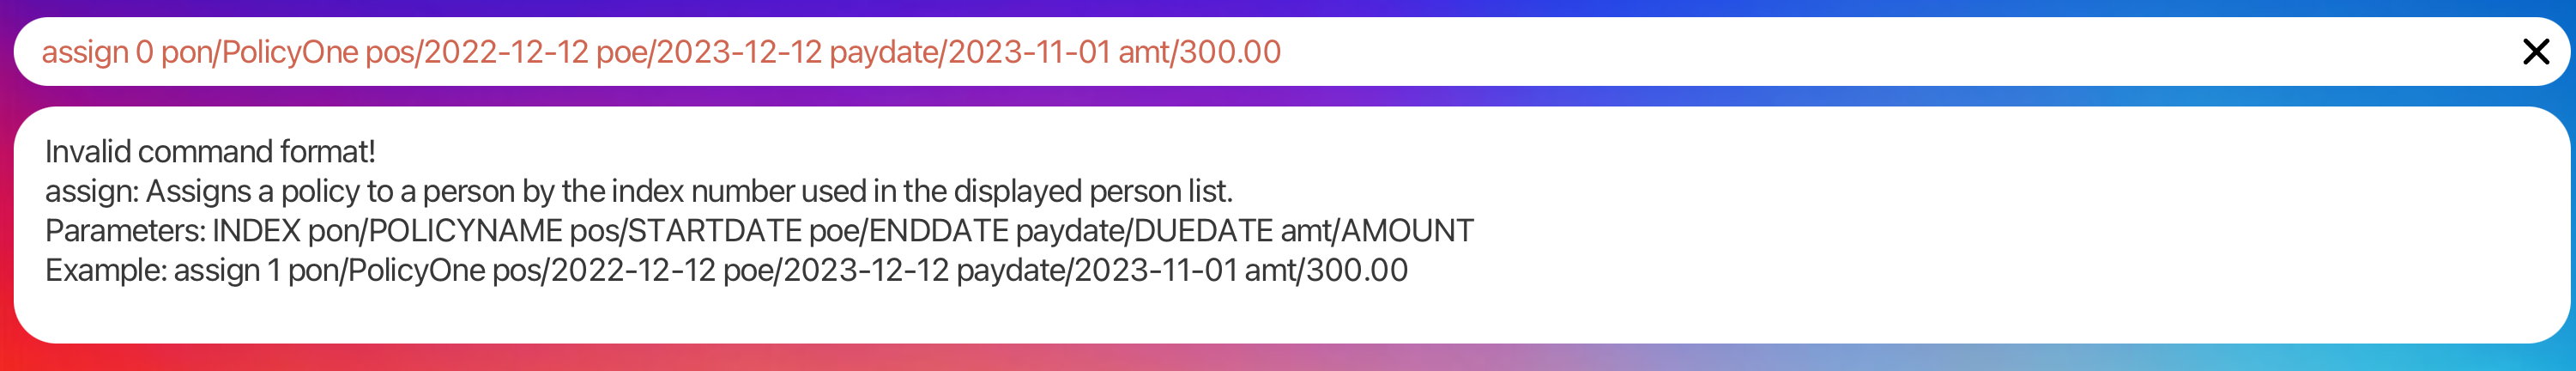 assign 0 pon/PolicyOne pos/2022-12-12 poe/2023-12-12 paydate/2023-11-01 amt/300.00
Invalid command format!
assign: Assigns a policy to a person by the index number used in the displayed person list.
Parameters: INDEX pon/POLICYNAME pos/STARTDATE poe/ENDDATE paydate/DUEDATE amt/AMOUNT
Example: assign 1 pon/PolicyOne pos/2022-12-12 poe/2023-12-12 paydate/2023-11-01 amt/300.00